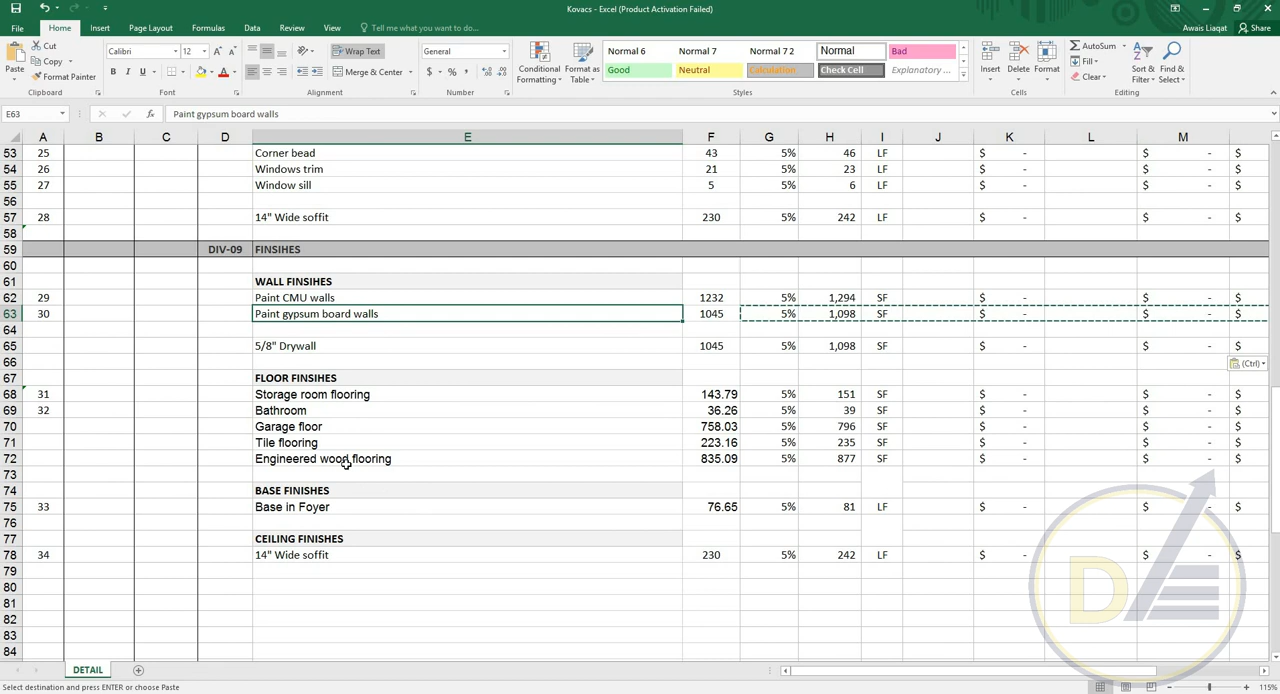 Kovacs - Excel (Product Activation Failed)
File Home Insert Page Layout Formulas Data Review View Tell me what you want to do... Awais Liaqat Share
Paste Cut Copy Format Painter Clipboard
Calibri 12 B I U Font
Wrap Text Merge & Center Alignment
General $ % , Number
Conditional Formatting Format as Table
Normal 6 Normal 7 Normal 7 2 Normal Bad
Good Neutral Calculation Check Cell Explanatory ...
Styles
Insert Delete Format Cells
AutoSum Fill Clear Sort & Filter Find & Select Editing
E63 fx Paint gypsum board walls
A B C D E F G H I J K L M
53 25 Corner bead 43 5% 46 LF $ - $ - $
54 26 Windows trim 21 5% 23 LF $ - $ - $
55 27 Window sill 5 5% 6 LF $ - $ - $
56
57 28 14" Wide soffit 230 5% 242 LF $ - $ - $
58
59 DIV-09 FINSIHES
60
61 WALL FINSIHES
62 29 Paint CMU walls 1232 5% 1,294 SF $ - $ - $
63 30 Paint gypsum board walls 1045 5% 1,098 SF $ - $ - $
64
65 5/8" Drywall 1045 5% 1,098 SF $ - $ - $
66 (Ctrl)
67 FLOOR FINSIHES
68 31 Storage room flooring 143.79 5% 151 SF $ - $ - $
69 32 Bathroom 36.26 5% 39 SF $ - $ - $
70 Garage floor 758.03 5% 796 SF $ - $ - $
71 Tile flooring 223.16 5% 235 SF $ - $ - $
72 Engineered wood flooring 835.09 5% 877 SF $ - $ - $
73
74 BASE FINISHES
75 33 Base in Foyer 76.65 5% 81 LF $ - $ - $
76
77 CEILING FINISHES
78 34 14" Wide soffit 230 5% 242 LF $ - $ - $
79
80
81
82
83
84
DE
DETAIL
Select destination and press ENTER or choose Paste 115%